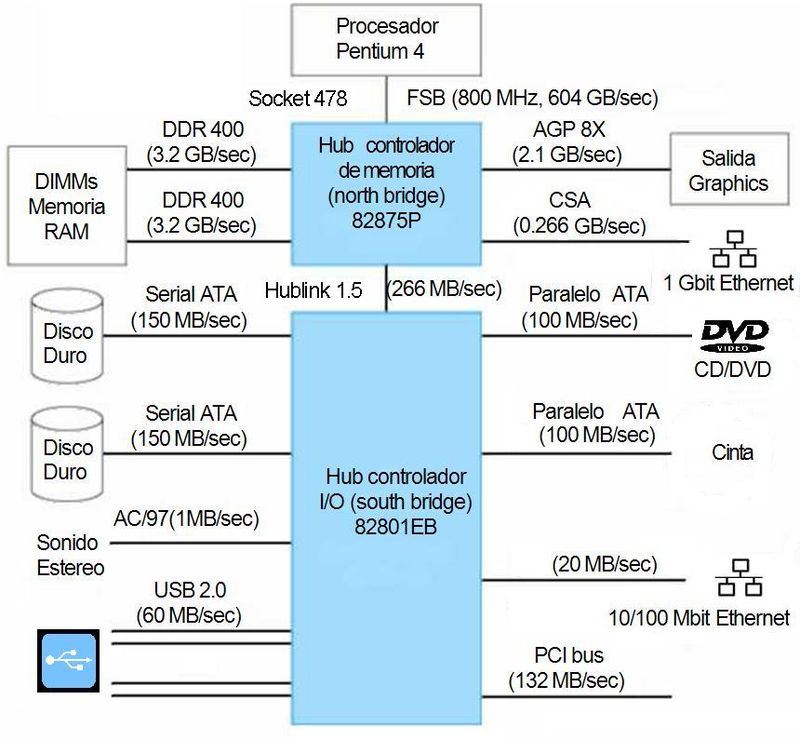 Procesador
Pentium 4
Socket 478
FSB (800 MHz, 604 GB/sec)
DDR 400
(3.2 GB/sec)
Hub controlador
de memoria
(north bridge)
82875P
AGP 8X
(2.1 GB/sec)
DIMMs
Memoria
RAM
Salida
Graphics
DDR 400
(3.2 GB/sec)
CSA
(0.266 GB/sec)
1 Gbit Ethernet
Hublink 1.5
(266 MB/sec)
Serial ATA
(150 MB/sec)
Paralelo ATA
(100 MB/sec)
Disco
Duro
DVD
VIDEO
CD/DVD
Serial ATA
(150 MB/sec)
Paralelo ATA
(100 MB/sec)
Disco
Duro
Cinta
Hub controlador
I/O (south bridge)
82801EB
AC/97(1MB/sec)
Sonido
Estereo
(20 MB/sec)
10/100 Mbit Ethernet
USB 2.0
(60 MB/sec)
PCI bus
(132 MB/sec)